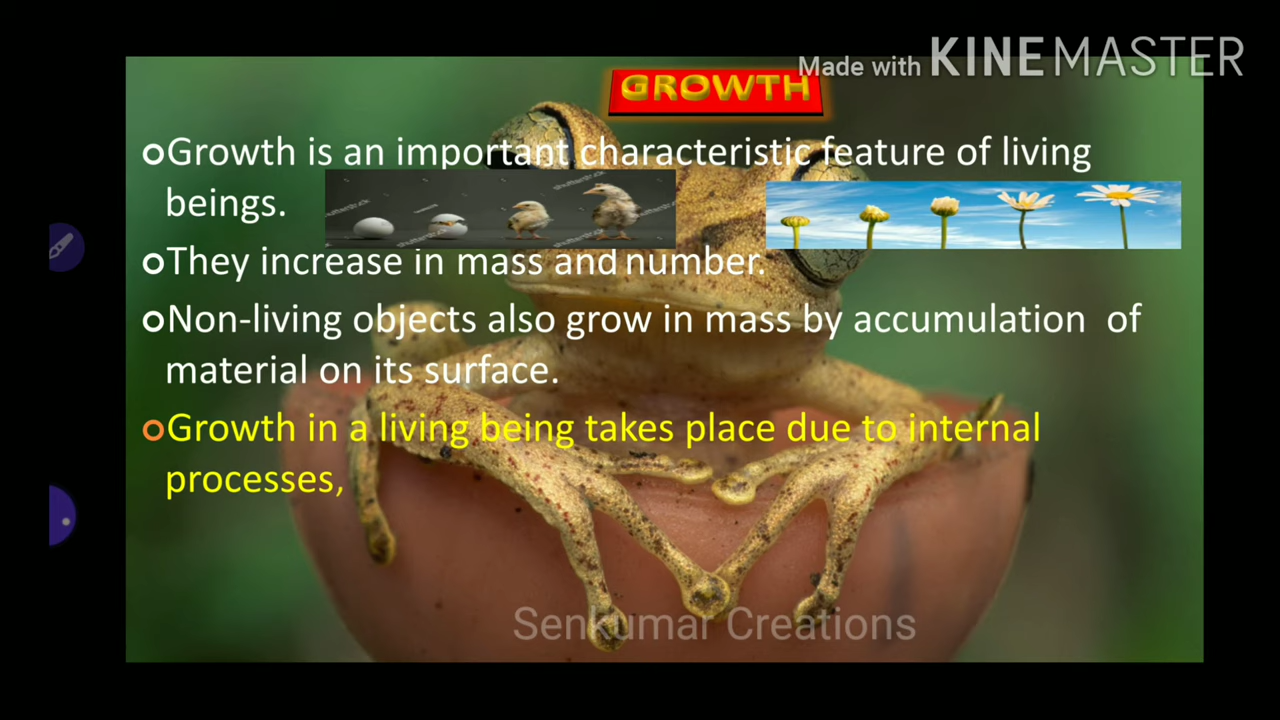 Made with KINEMASTER
GROWTH
Growth is an important characteristic feature of living
beings.
They increase in mass and number.
Non-living objects also grow in mass by accumulation of
material on its surface.
Growth in a living being takes place due to internal
processes,
Senkumar Creations